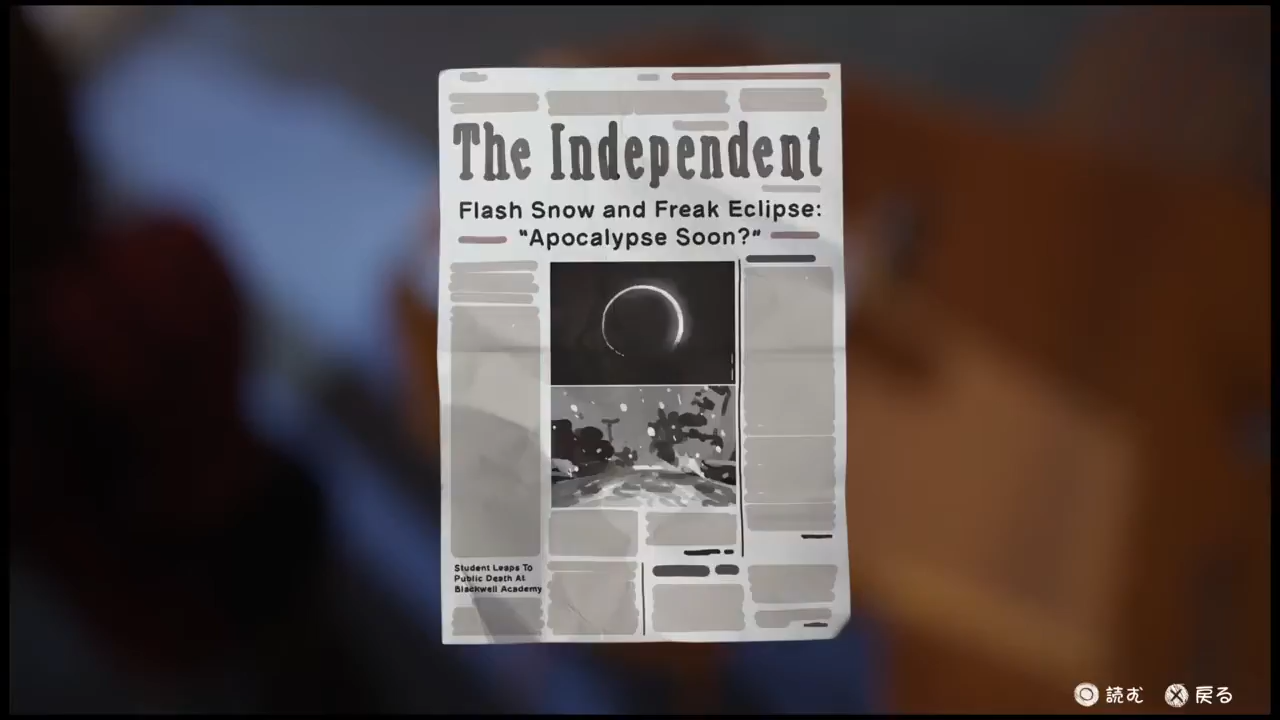 The Independent
Flash Snow and Freak Eclipse:
"Apocalypse Soon?"
Student Leaps To
Public Death At
Blackwell Academy
読む 戻る